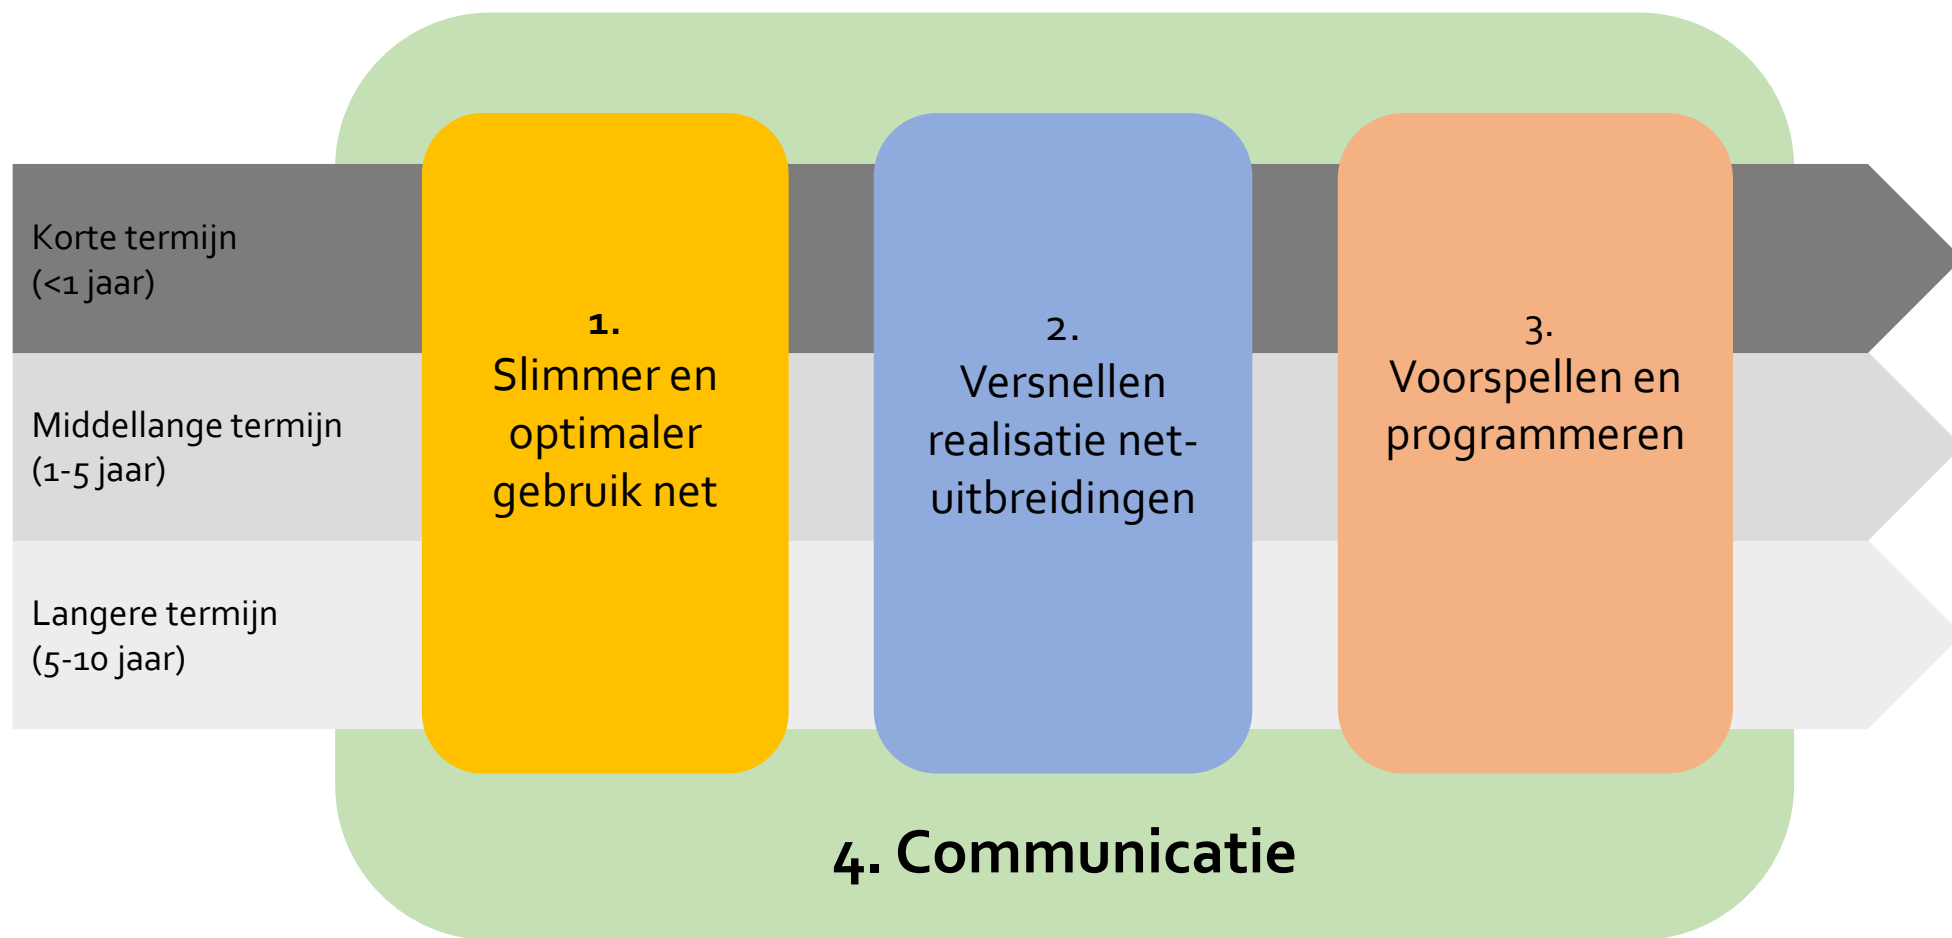 Korte termijn
(<1 jaar)
Middellange termijn
(1-5 jaar)
Langere termijn
(5-10 jaar)
1.
Slimmer en
optimaler
gebruik net
2.
Versnellen
realisatie net-
uitbreidingen
3.
Voorspellen en
programmeren
4. Communicatie